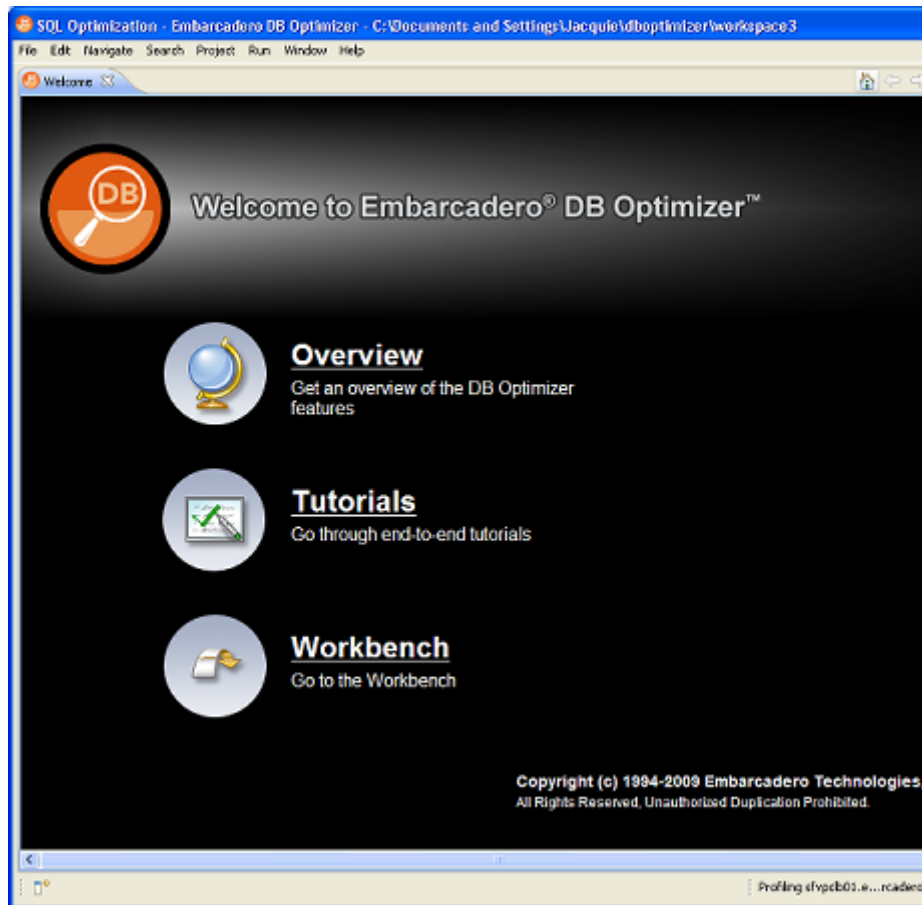 SQL Optimization - Embarcadero DB Optimizer - C:\Documents and Settings\Jacquie\dboptimizer\workspace3
File Edit Navigate Search Project Run Window Help
Welcome
DB
Welcome to Embarcadero® DB Optimizer™
Overview
Get an overview of the DB Optimizer
features
Tutorials
Go through end-to-end tutorials
Workbench
Go to the Workbench
Copyright (c) 1994-2009 Embarcadero Technologies,
All Rights Reserved, Unauthorized Duplication Prohibited.
Profiling sfvpdb01.e...rcadero